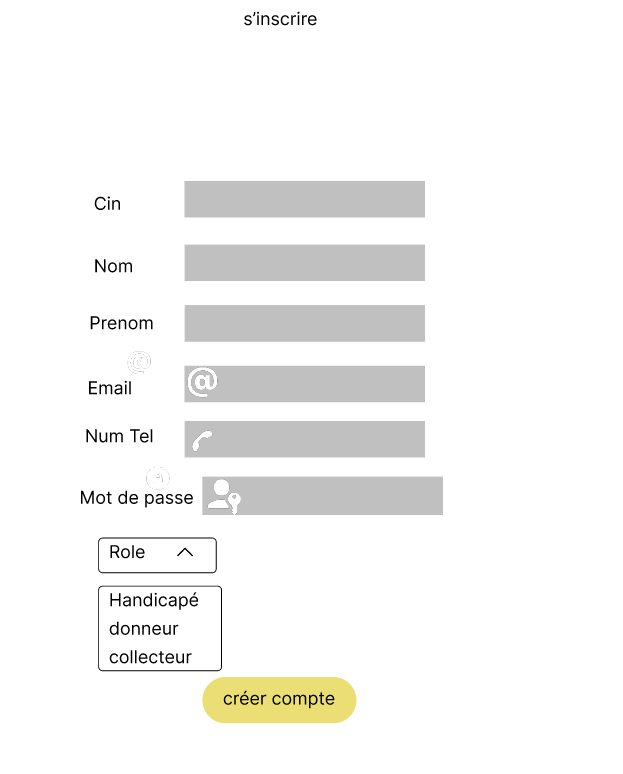 s'inscrire
Cin
Nom
Prenom
Email
@
Num Tel
Mot de passe
Role
Handicapé
donneur
collecteur
créer compte